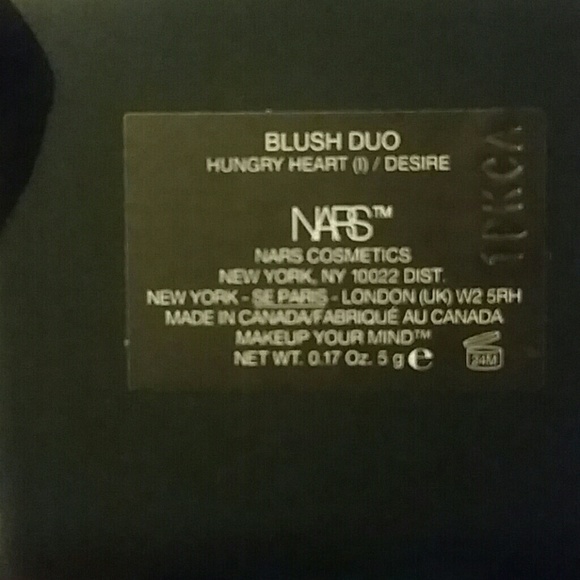 BLUSH DUO
HUNGRY HEART (I) / DESIRE
NARS™
NARS COSMETICS
NEW YORK, NY 10022 DIST.
NEW YORK - SE PARIS - LONDON (UK) W2 5RH
MADE IN CANADA/FABRIQUÉ AU CANADA
MAKEUP YOUR MIND™
NET WT. 0.17 Oz. 5 g ℮
24M